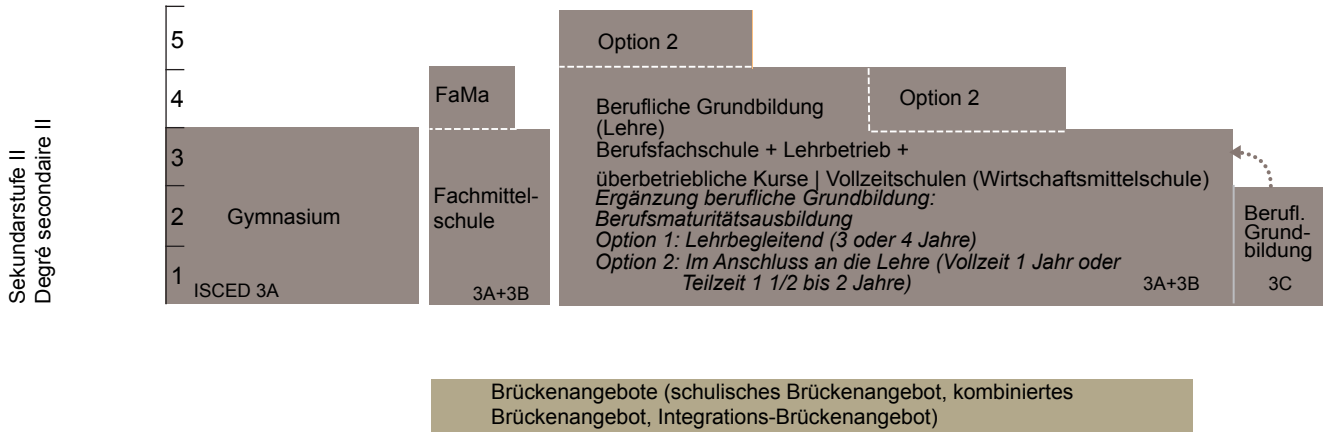 Sekundarstufe II
Degré secondaire II
5
4
3
2
1
Gymnasium
ISCED 3A
FaMa
Fachmittel-
schule
3A+3B
Option 2
Option 2
Berufliche Grundbildung
(Lehre)
Berufsfachschule + Lehrbetrieb +
überbetriebliche Kurse | Vollzeitschulen (Wirtschaftsmittelschule)
Ergänzung berufliche Grundbildung:
Berufsmaturitätsausbildung
Option 1: Lehrbegleitend (3 oder 4 Jahre)
Option 2: Im Anschluss an die Lehre (Vollzeit 1 Jahr oder
Teilzeit 1 1/2 bis 2 Jahre)
3A+3B
Berufl.
Grund-
bildung
3C
Brückenangebote (schulisches Brückenangebot, kombiniertes
Brückenangebot, Integrations-Brückenangebot)